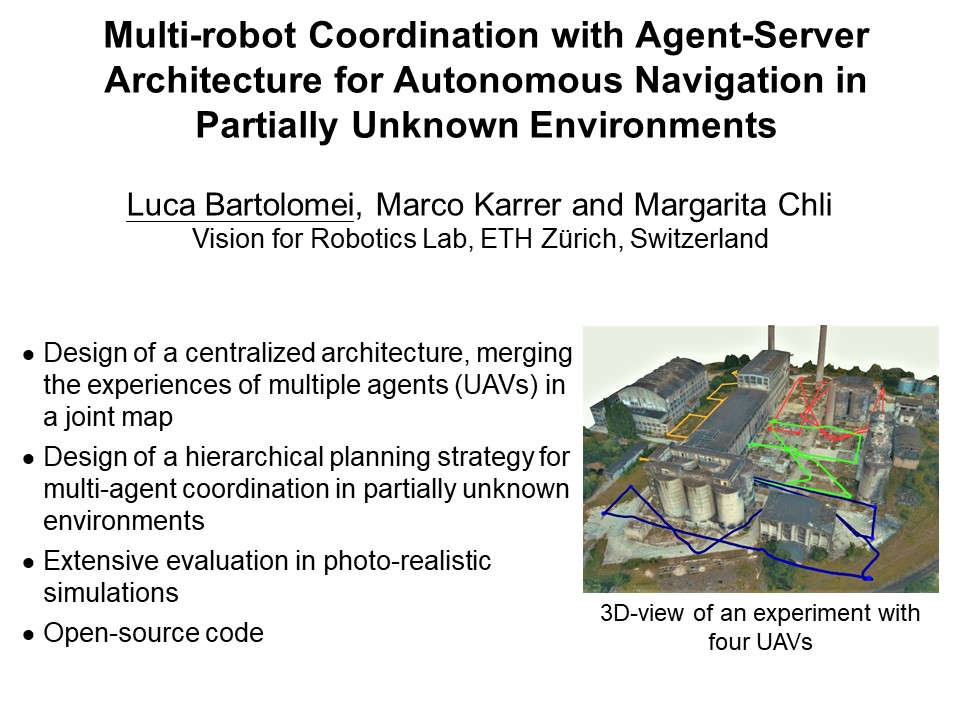 Multi-robot Coordination with Agent-Server
Architecture for Autonomous Navigation in
Partially Unknown Environments
Luca Bartolomei, Marco Karrer and Margarita Chli
Vision for Robotics Lab, ETH Zürich, Switzerland
● Design of a centralized architecture, merging
the experiences of multiple agents (UAVs) in
a joint map
● Design of a hierarchical planning strategy for
multi-agent coordination in partially unknown
environments
● Extensive evaluation in photo-realistic
simulations
● Open-source code
3D-view of an experiment with
four UAVs